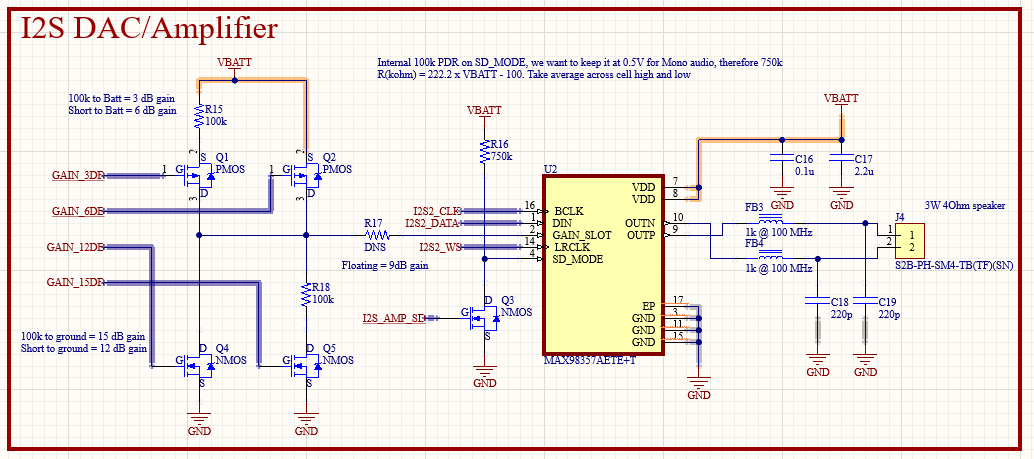 I2S DAC/Amplifier
VBATT
Internal 100k PDR on SD_MODE, we want to keep it at 0.5V for Mono audio, therefore 750k
R(kohm) = 222.2 x VBATT - 100. Take average across cell high and low
100k to Batt = 3 dB gain
Short to Batt = 6 dB gain
R15
100k
VBATT
R16
750k
VBATT
C16
0.1u
C17
2.2u
GND
GND
2
S
Q1
PMOS
G
1
D
3
2
S
Q2
PMOS
G
1
D
3
GAIN_3DB
GAIN_6DB
GAIN_12DB
GAIN_15DB
R17
DNS
Floating = 9dB gain
R18
100k
I2S2_CLK
I2S2_DATA
I2S2_WS
I2S_AMP_SD
U2
16
BCLK
1
DIN
2
GAIN_SLOT
14
LRCLK
4
SD_MODE
VDD
7
VDD
8
OUTN
10
OUTP
9
EP
17
GND
3
GND
11
GND
15
MAX98357AETE+T
GND
D
Q3
NMOS
G
S
GND
FB3
1k @ 100 MHz
FB4
1k @ 100 MHz
3W 4Ohm speaker
J4
1
1
2
2
S2B-PH-SM4-TB(TF)(SN)
C18
220p
C19
220p
GND
GND
100k to ground = 15 dB gain
Short to ground = 12 dB gain
D
Q4
NMOS
G
S
GND
D
Q5
NMOS
G
S
GND